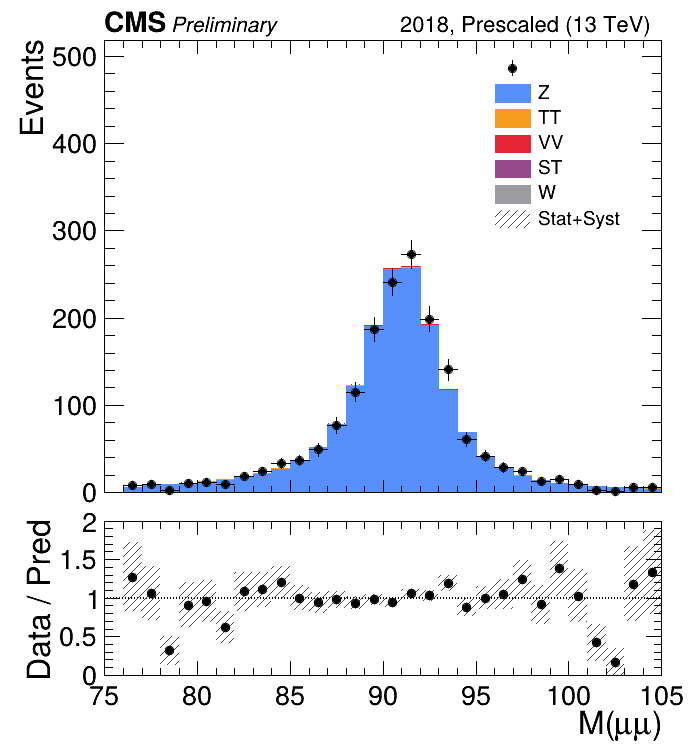 CMS Preliminary 2018, Prescaled (13 TeV)
Events
500
400
300
200
100
0
Z
TT
VV
ST
W
Stat+Syst
Data / Pred
2
1.5
1
0.5
0
75 80 85 90 95 100 105
M(μμ)